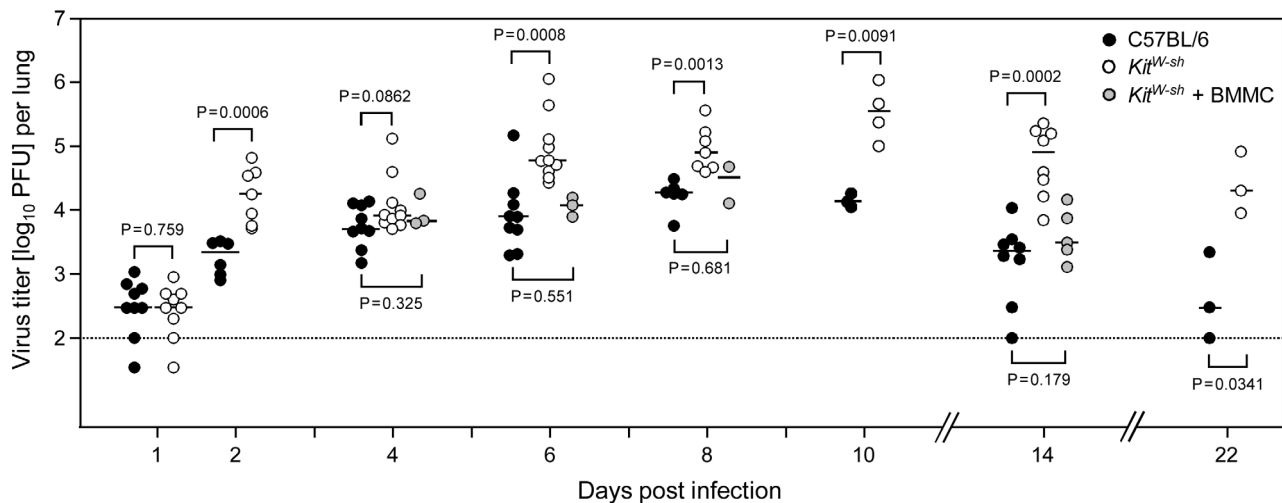 7
6
5
4
3
2
Virus titer [log10 PFU] per lung
C57BL/6
KitW-sh
KitW-sh + BMMC
P=0.759
P=0.0006
P=0.0862
P=0.325
P=0.0008
P=0.551
P=0.0013
P=0.681
P=0.0091
P=0.0002
P=0.179
P=0.0341
1
2
4
6
8
10
14
22
Days post infection